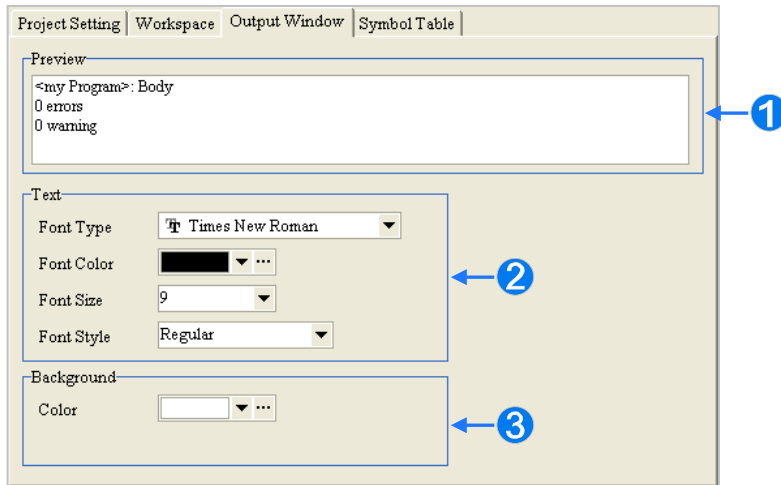 Project Setting Workspace Output Window Symbol Table
Preview
<my Program>: Body
0 errors
0 warning
1
Text
Font Type Times New Roman
Font Color ...
2
Font Size 9
Font Style Regular
Background
Color ...
3